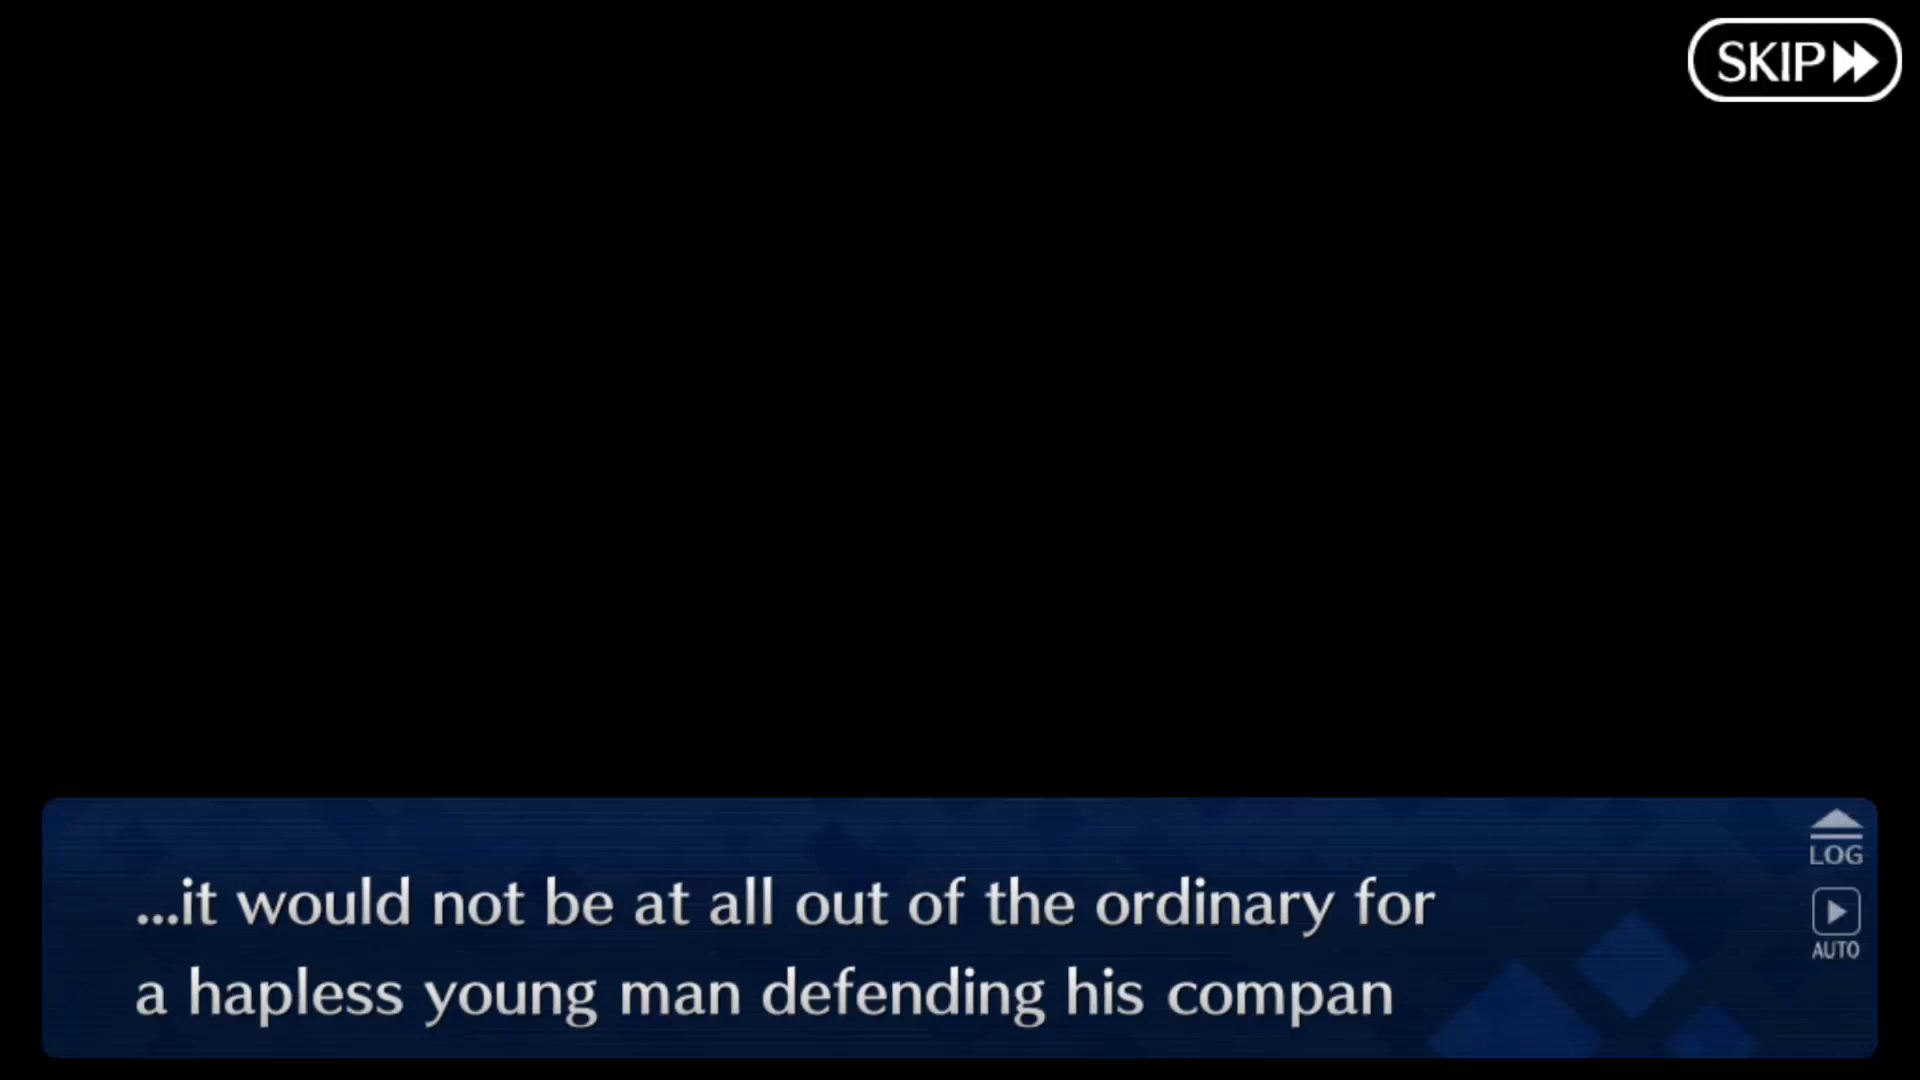 SKIP
LOG
...it would not be at all out of the ordinary for
a hapless young man defending his compan
AUTO